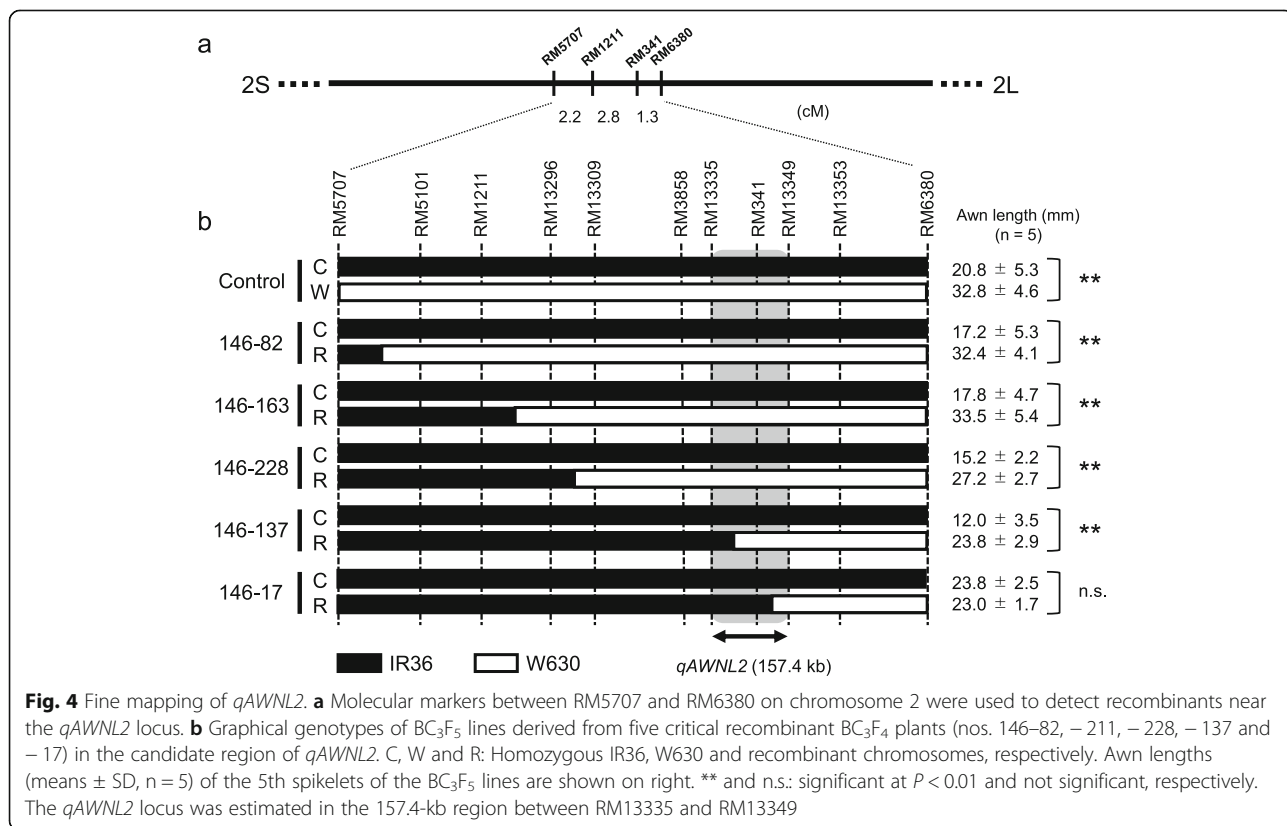 a
RM5707
RM1211
RM341
RM6380
2S
2L
2.2
2.8
1.3
(cM)
b
RM5707
RM5101
RM1211
RM13296
RM13309
RM3858
RM13335
RM341
RM13349
RM13353
RM6380
Awn length (mm)
(n = 5)
Control
C
20.8 ± 5.3
W
32.8 ± 4.6
**
146-82
C
17.2 ± 5.3
R
32.4 ± 4.1
**
146-163
C
17.8 ± 4.7
R
33.5 ± 5.4
**
146-228
C
15.2 ± 2.2
R
27.2 ± 2.7
**
146-137
C
12.0 ± 3.5
R
23.8 ± 2.9
**
146-17
C
23.8 ± 2.5
R
23.0 ± 1.7
n.s.
IR36
W630
qAWNL2 (157.4 kb)
Fig. 4 Fine mapping of qAWNL2. a Molecular markers between RM5707 and RM6380 on chromosome 2 were used to detect recombinants near
the qAWNL2 locus. b Graphical genotypes of BC₃F₅ lines derived from five critical recombinant BC₃F₄ plants (nos. 146–82, − 211, − 228, − 137 and
− 17) in the candidate region of qAWNL2. C, W and R: Homozygous IR36, W630 and recombinant chromosomes, respectively. Awn lengths
(means ± SD, n = 5) of the 5th spikelets of the BC₃F₅ lines are shown on right. ** and n.s.: significant at P < 0.01 and not significant, respectively.
The qAWNL2 locus was estimated in the 157.4-kb region between RM13335 and RM13349